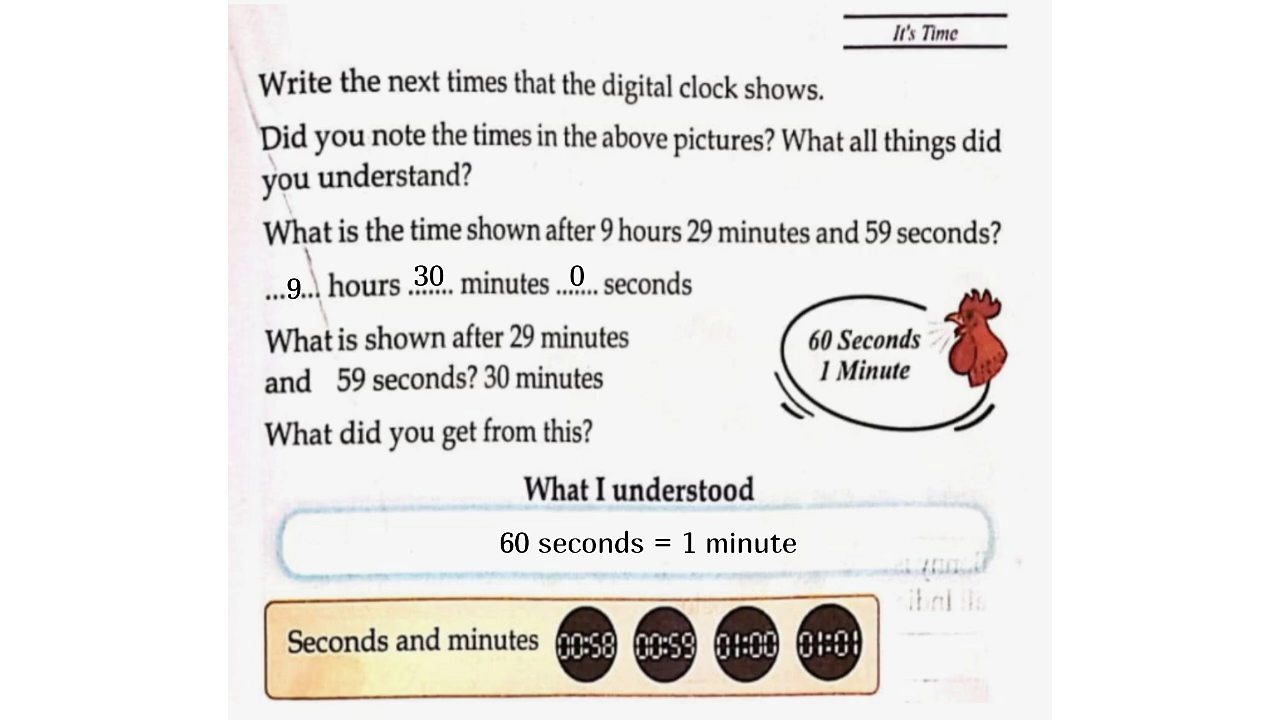 It's Time
Write the next times that the digital clock shows.
Did you note the times in the above pictures? What all things did
you understand?
What is the time shown after 9 hours 29 minutes and 59 seconds?
...9... hours ...30... minutes ...0... seconds
What is shown after 29 minutes
and 59 seconds? 30 minutes
60 Seconds
1 Minute
What did you get from this?
What I understood
60 seconds = 1 minute
Seconds and minutes 00:58 00:59 01:00 01:01